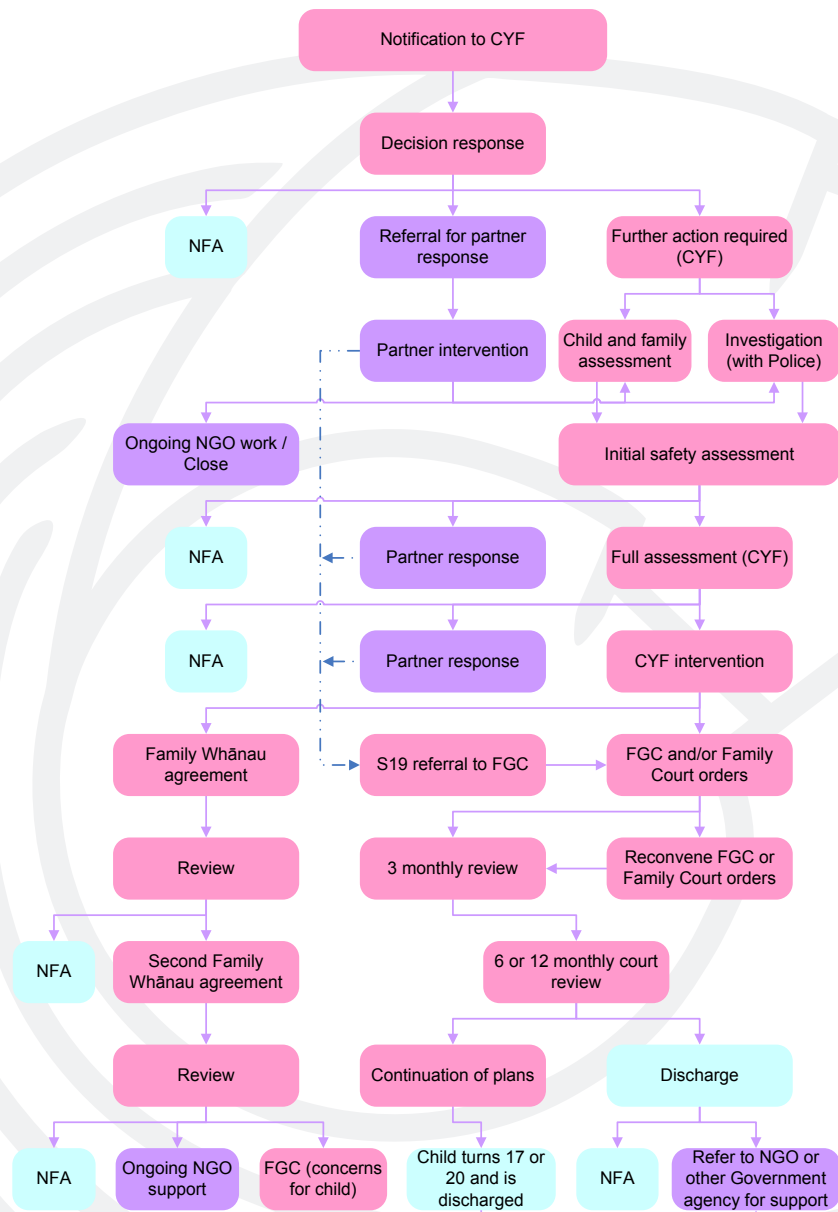 Notification to CYF
Decision response
NFA
Referral for partner
response
Further action required
(CYF)
Partner intervention
Child and family
assessment
Investigation
(with Police)
Ongoing NGO work /
Close
Initial safety assessment
NFA
Partner response
Full assessment (CYF)
NFA
Partner response
CYF intervention
Family Whānau
agreement
S19 referral to FGC
FGC and/or Family
Court orders
Review
3 monthly review
Reconvene FGC or
Family Court orders
NFA
Second Family
Whānau agreement
6 or 12 monthly court
review
Review
Continuation of plans
Discharge
NFA
Ongoing NGO
support
FGC (concerns
for child)
Child turns 17 or
20 and is
discharged
NFA
Refer to NGO or
other Government
agency for support